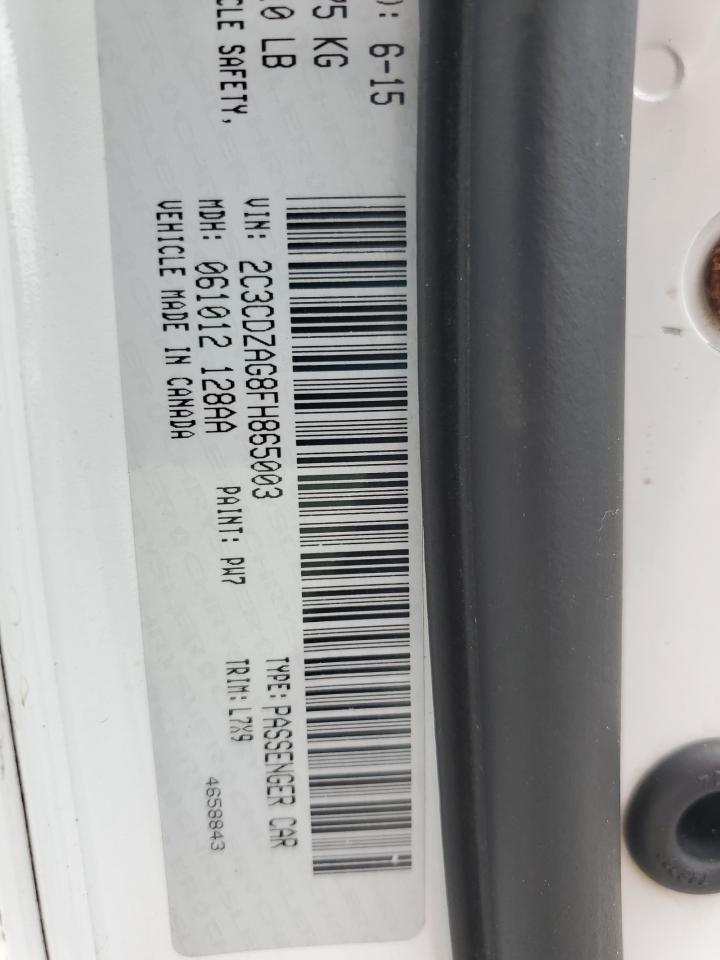 ): 6-15
75 KG
0 LB
CLE SAFETY,
VIN: 2C3CDZAG8FH865003
TYPE: PASSENGER CAR
MDH: 061012 128AA
PAINT: PW7
TRIM: L7X9
VEHICLE MADE IN CANADA
4658843